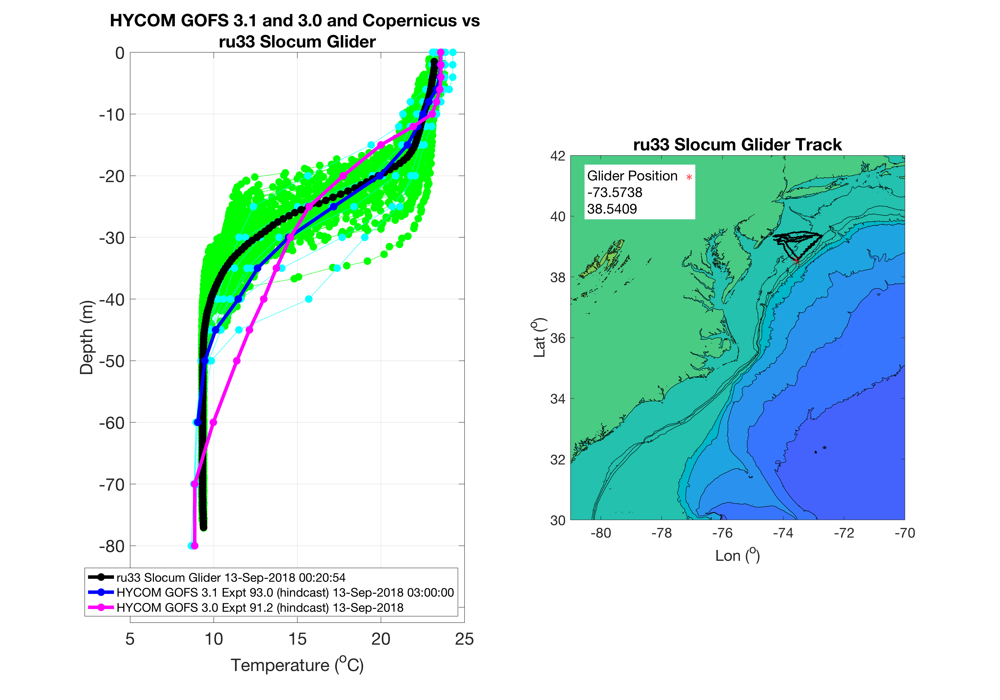 HYCOM GOFS 3.1 and 3.0 and Copernicus vs
ru33 Slocum Glider
0
-10
-20
-30
-40
-50
-60
-70
-80
Depth (m)
ru33 Slocum Glider 13-Sep-2018 00:20:54
HYCOM GOFS 3.1 Expt 93.0 (hindcast) 13-Sep-2018 03:00:00
HYCOM GOFS 3.0 Expt 91.2 (hindcast) 13-Sep-2018
5 10 15 20 25
Temperature (°C)
ru33 Slocum Glider Track
Glider Position *
-73.5738
38.5409
42
40
38
36
34
32
30
Lat (°)
-80 -78 -76 -74 -72 -70
Lon (°)